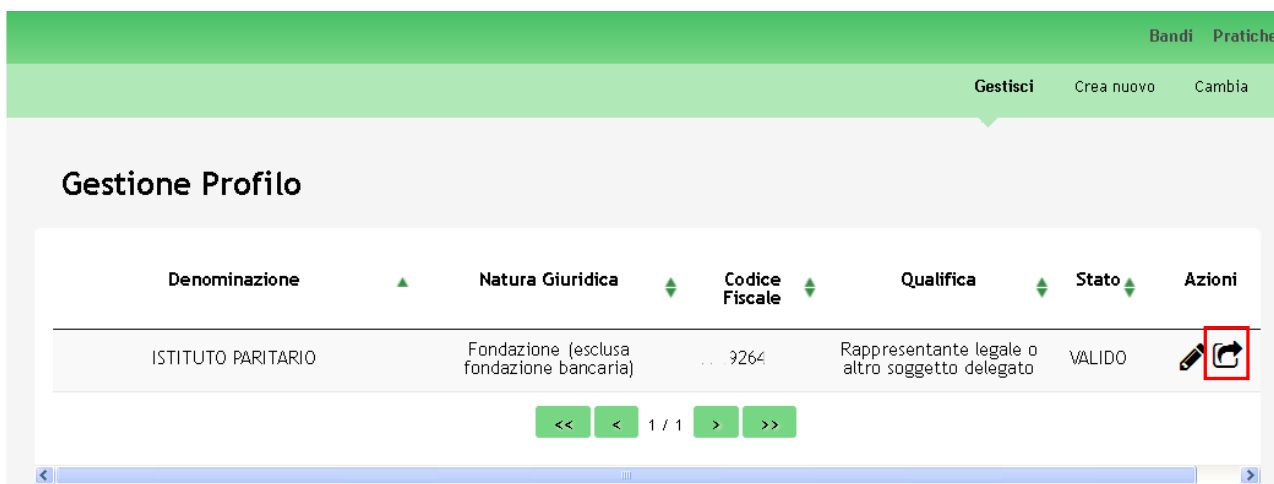 Bandi Pratiche
Gestisci Crea nuovo Cambia
Gestione Profilo
Denominazione Natura Giuridica Codice Fiscale Qualifica Stato Azioni
ISTITUTO PARITARIO Fondazione (esclusa fondazione bancaria) 9264 Rappresentante legale o altro soggetto delegato VALIDO
<< < 1 / 1 > >>